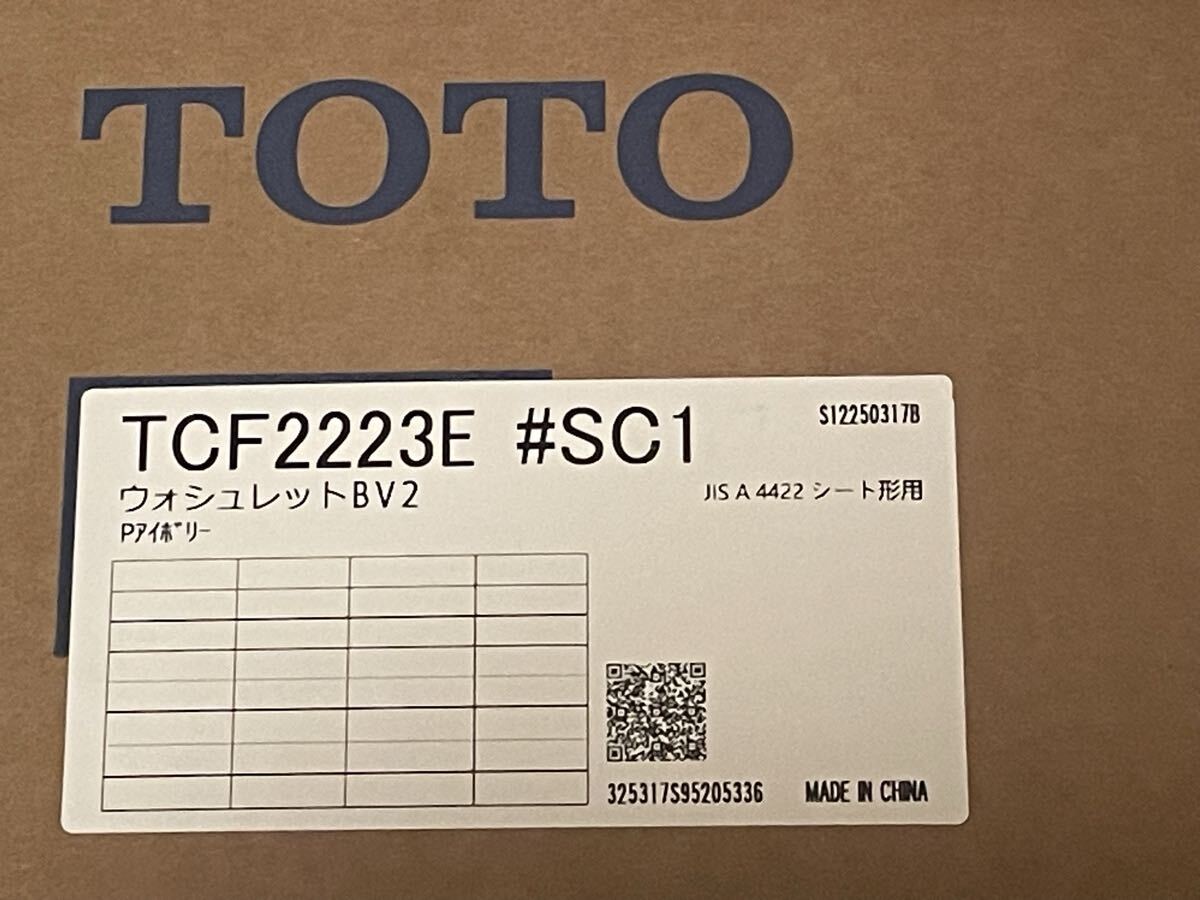 TOTO
TCF2223E #SC1
S12250317B
ウォシュレットBV2
JIS A 4422 シート形用
Pアイボリー
325317S95205336
MADE IN CHINA